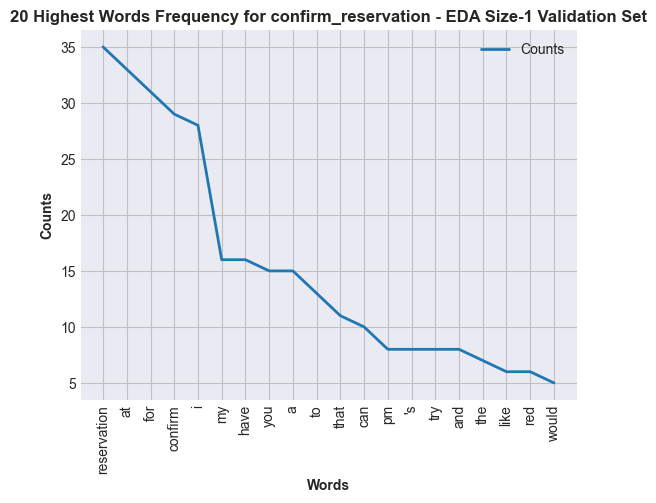 20 Highest Words Frequency for confirm_reservation - EDA Size-1 Validation Set
Counts
35
30
25
20
15
10
5
Counts
reservation
at
for
confirm
i
my
have
you
a
to
that
can
pm
's
try
and
the
like
red
would
Words